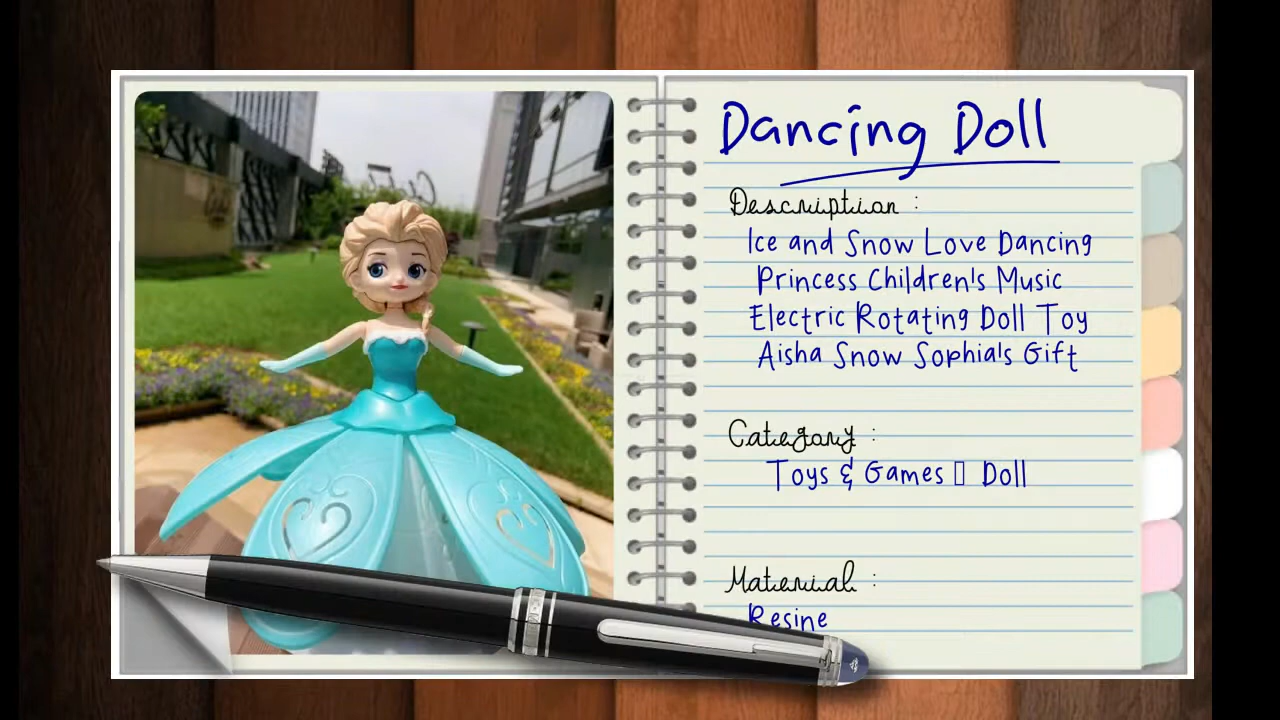 Dancing Doll
Description :
Ice and Snow Love Dancing
Princess Children's Music
Electric Rotating Doll Toy
Aisha Snow Sophia's Gift
Category :
Toys & Games ▯ Doll
Material :
Resine